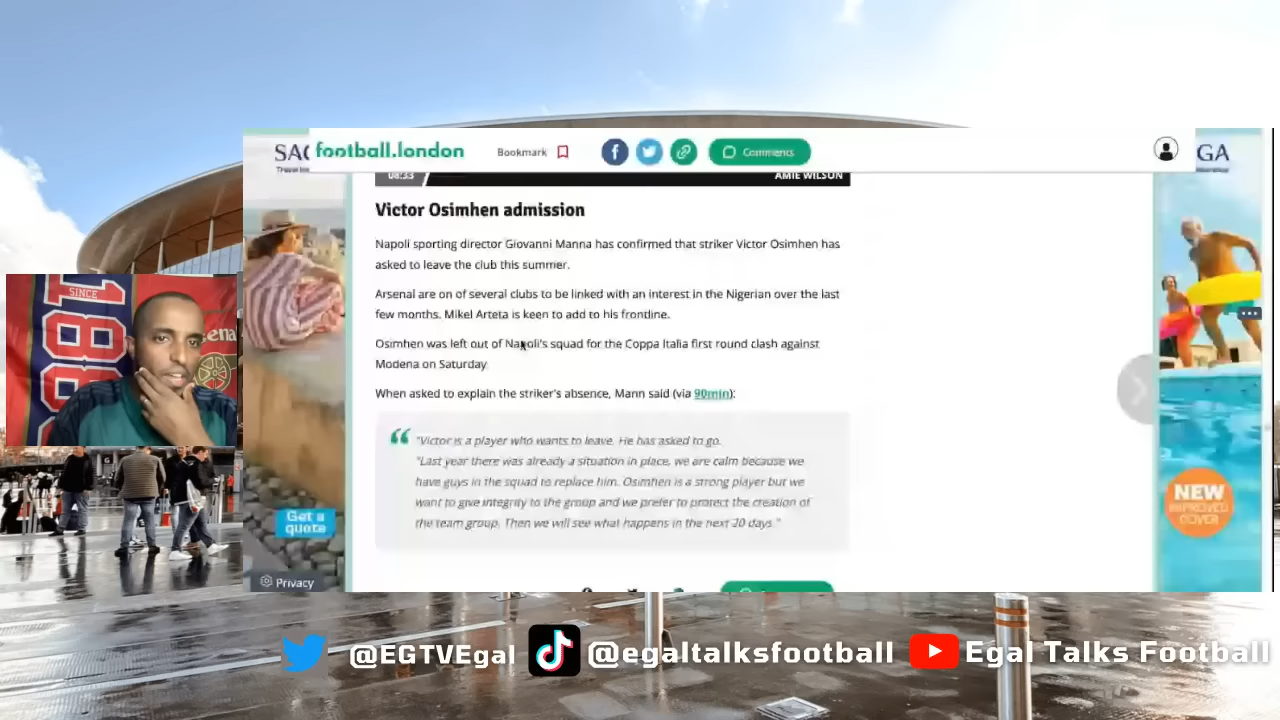 SAG
football.london
Bookmark
Comments
GA
08:33
AMIE WILSON
Victor Osimhen admission
Napoli sporting director Giovanni Manna has confirmed that striker Victor Osimhen has
asked to leave the club this summer.
Arsenal are on of several clubs to be linked with an interest in the Nigerian over the last
few months. Mikel Arteta is keen to add to his frontline.
Osimhen was left out of Napoli's squad for the Coppa Italia first round clash against
Modena on Saturday
When asked to explain the striker's absence, Mann said (via 90min):
"Victor is a player who wants to leave. He has asked to go.
"Last year there was already a situation in place, we are calm because we
have guys in the squad to replace him. Osimhen is a strong player but we
want to give integrity to the group and we prefer to protect the creation of
the team group. Then we will see what happens in the next 20 days."
SINCE
1886
Arsenal
Get a
quote
NEW
IMPROVED
COVER
Privacy
@EGTVEgal
@egaltalksfootball
Egal Talks Football